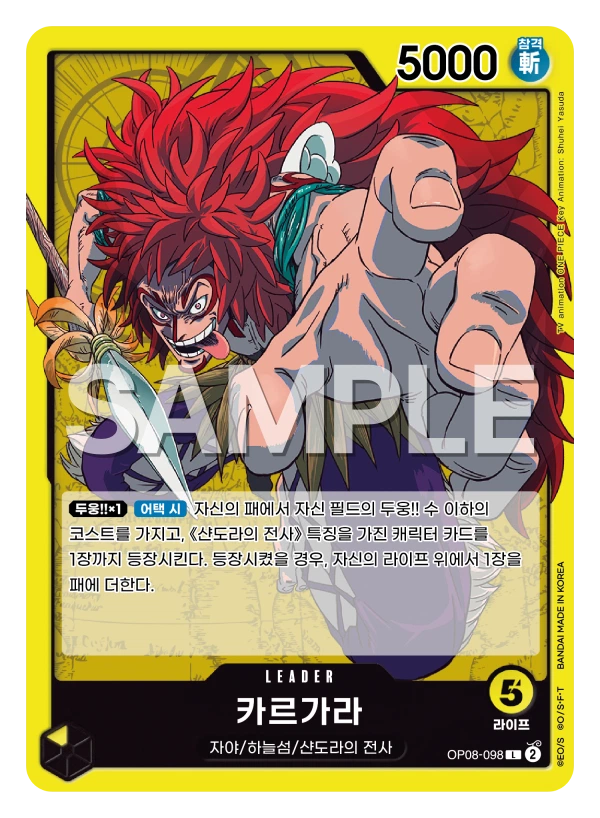 5000
참격
斬
TV animation ONE PIECE Key Animation: Shuhei Yasuda
SAMPLE
두웅!!×1 어택 시 자신의 패에서 자신 필드의 두웅!! 수 이하의
코스트를 가지고, 《샨도라의 전사》 특징을 가진 캐릭터 카드를
1장까지 등장시킨다. 등장시켰을 경우, 자신의 라이프 위에서 1장을
패에 더한다.
LEADER
카르가라
자야/하늘섬/샨도라의 전사
5
라이프
OP08-098 L 2
©EO/S ©O/S·F·T BANDAI MADE IN KOREA